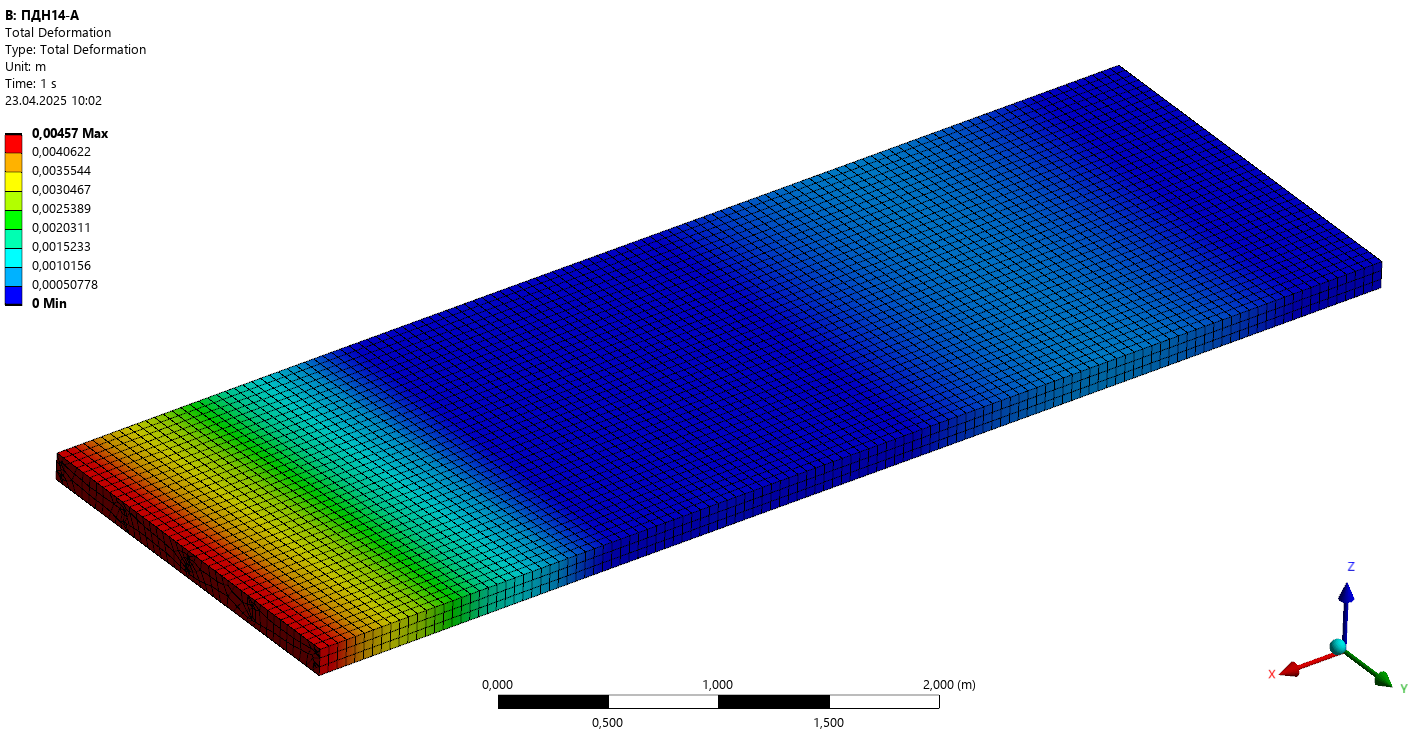 B: ПДН14-А
Total Deformation
Type: Total Deformation
Unit: m
Time: 1 s
23.04.2025 10:02
0,00457 Max
0,0040622
0,0035544
0,0030467
0,0025389
0,0020311
0,0015233
0,0010156
0,00050778
0 Min
Z
X
Y
0,000 1,000 2,000 (m)
0,500 1,500